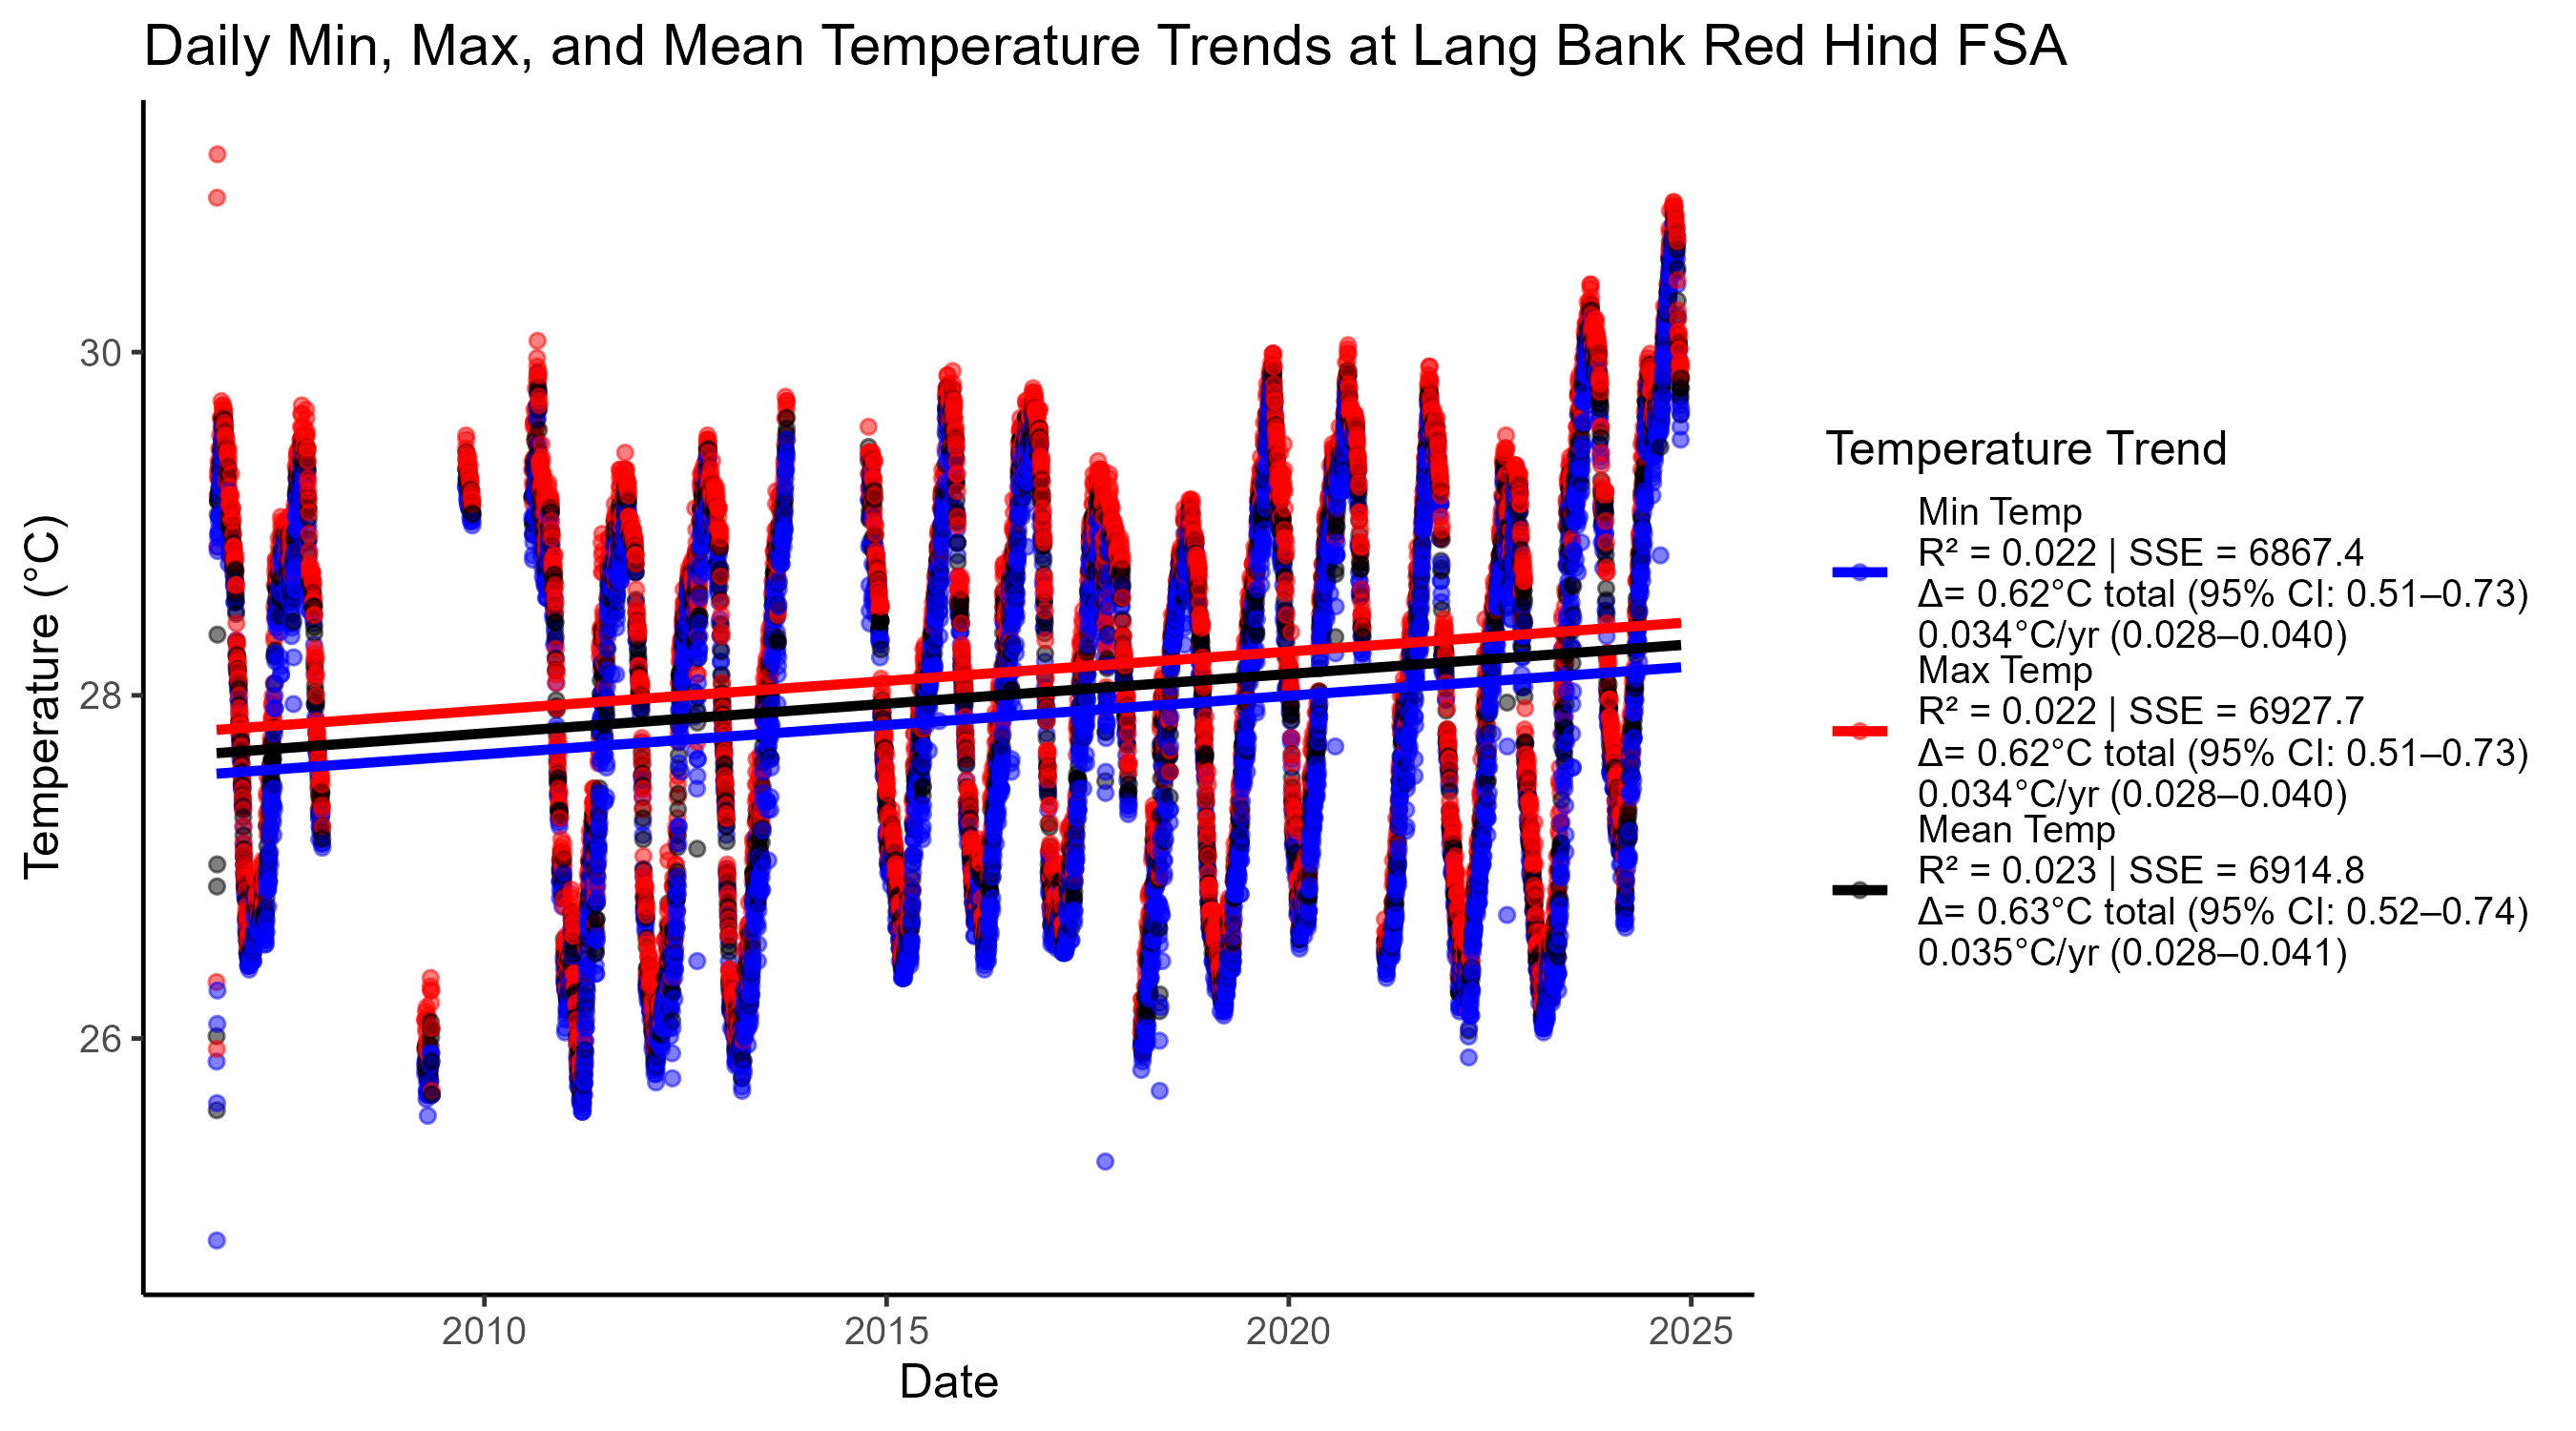 Daily Min, Max, and Mean Temperature Trends at Lang Bank Red Hind FSA
Temperature (°C)
30
28
26
2010
2015
2020
2025
Date
Temperature Trend
Min Temp
R² = 0.022 | SSE = 6867.4
Δ= 0.62°C total (95% CI: 0.51–0.73)
0.034°C/yr (0.028–0.040)
Max Temp
R² = 0.022 | SSE = 6927.7
Δ= 0.62°C total (95% CI: 0.51–0.73)
0.034°C/yr (0.028–0.040)
Mean Temp
R² = 0.023 | SSE = 6914.8
Δ= 0.63°C total (95% CI: 0.52–0.74)
0.035°C/yr (0.028–0.041)